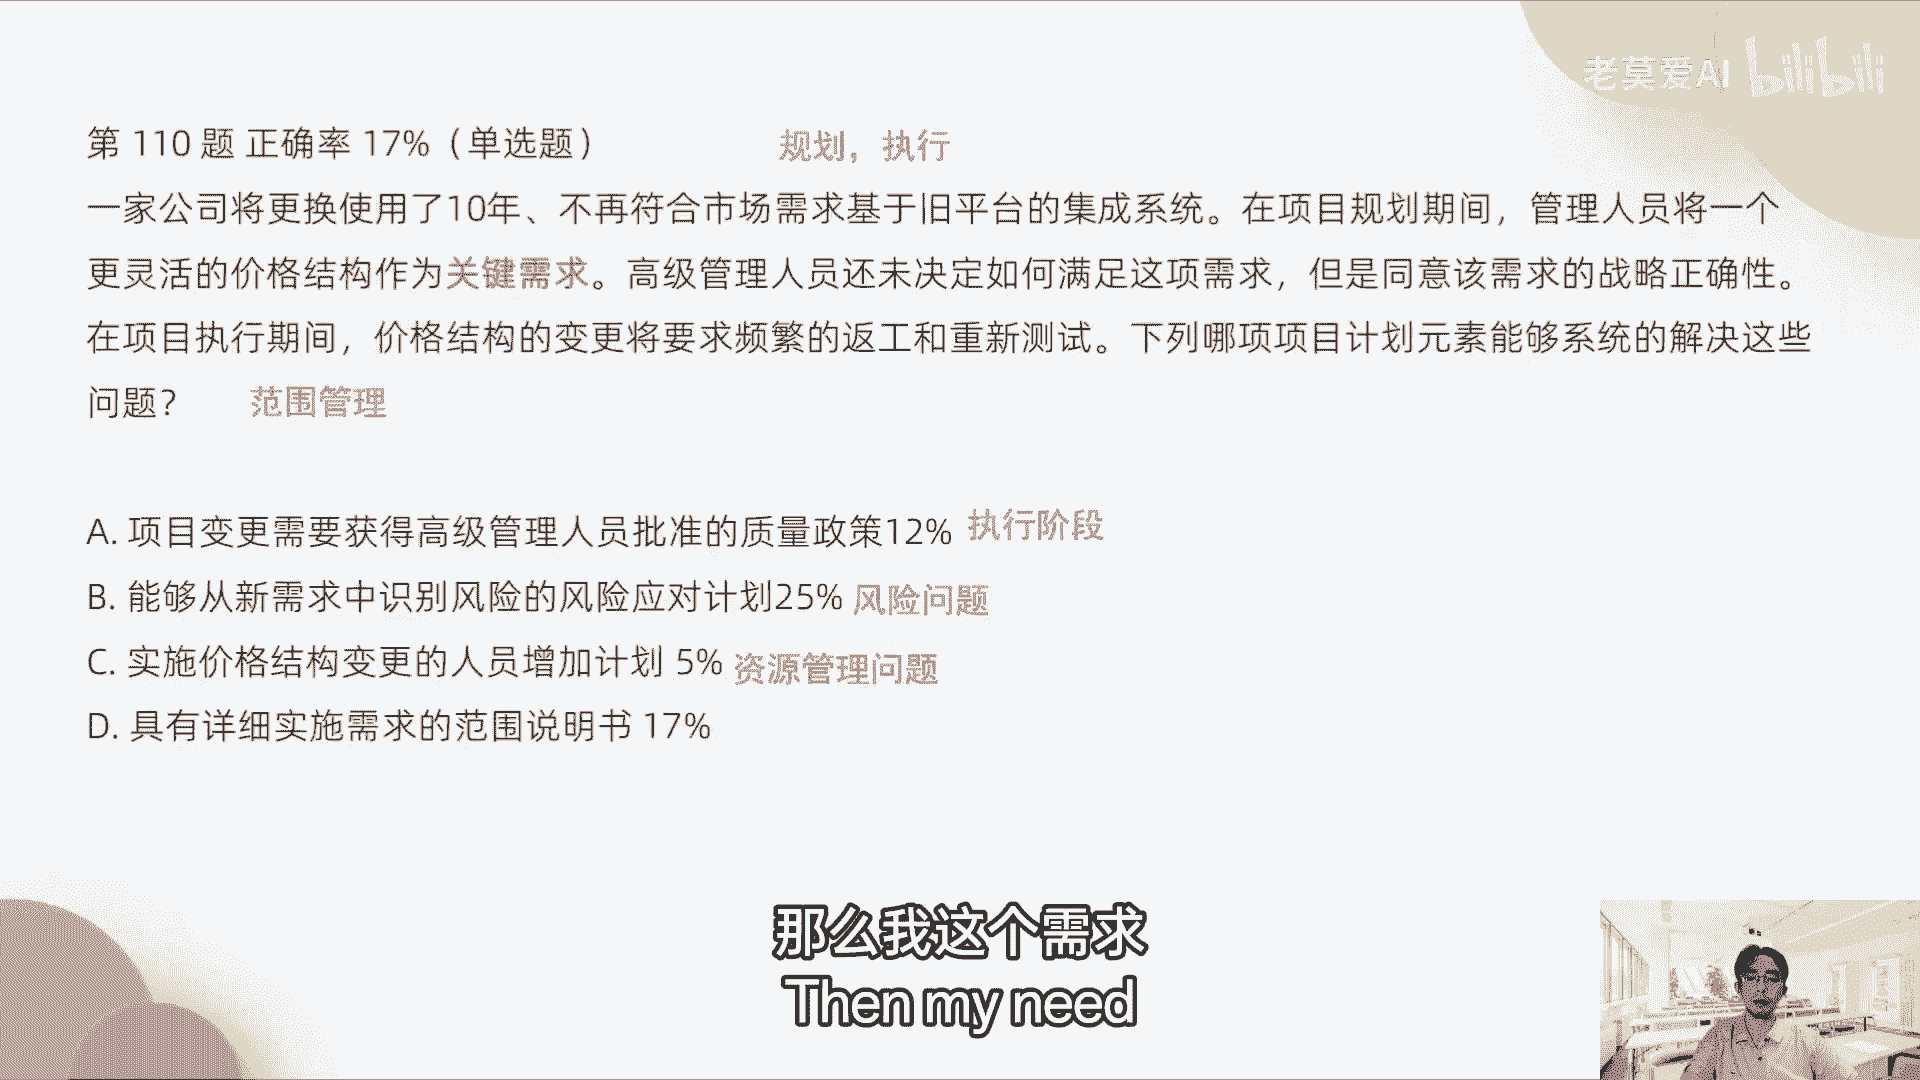 老莫爱AI bilibili
第 110 题 正确率 17%（单选题） 规划，执行
一家公司将更换使用了10年、不再符合市场需求基于旧平台的集成系统。在项目规划期间，管理人员将一个
更灵活的价格结构作为关键需求。高级管理人员还未决定如何满足这项需求，但是同意该需求的战略正确性。
在项目执行期间，价格结构的变更将要求频繁的返工和重新测试。下列哪项项目计划元素能够系统的解决这些
问题？ 范围管理
A. 项目变更需要获得高级管理人员批准的质量政策12% 执行阶段
B. 能够从新需求中识别风险的风险应对计划25% 风险问题
C. 实施价格结构变更的人员增加计划 5% 资源管理问题
D. 具有详细实施需求的范围说明书 17%
那么我这个需求
Then my need